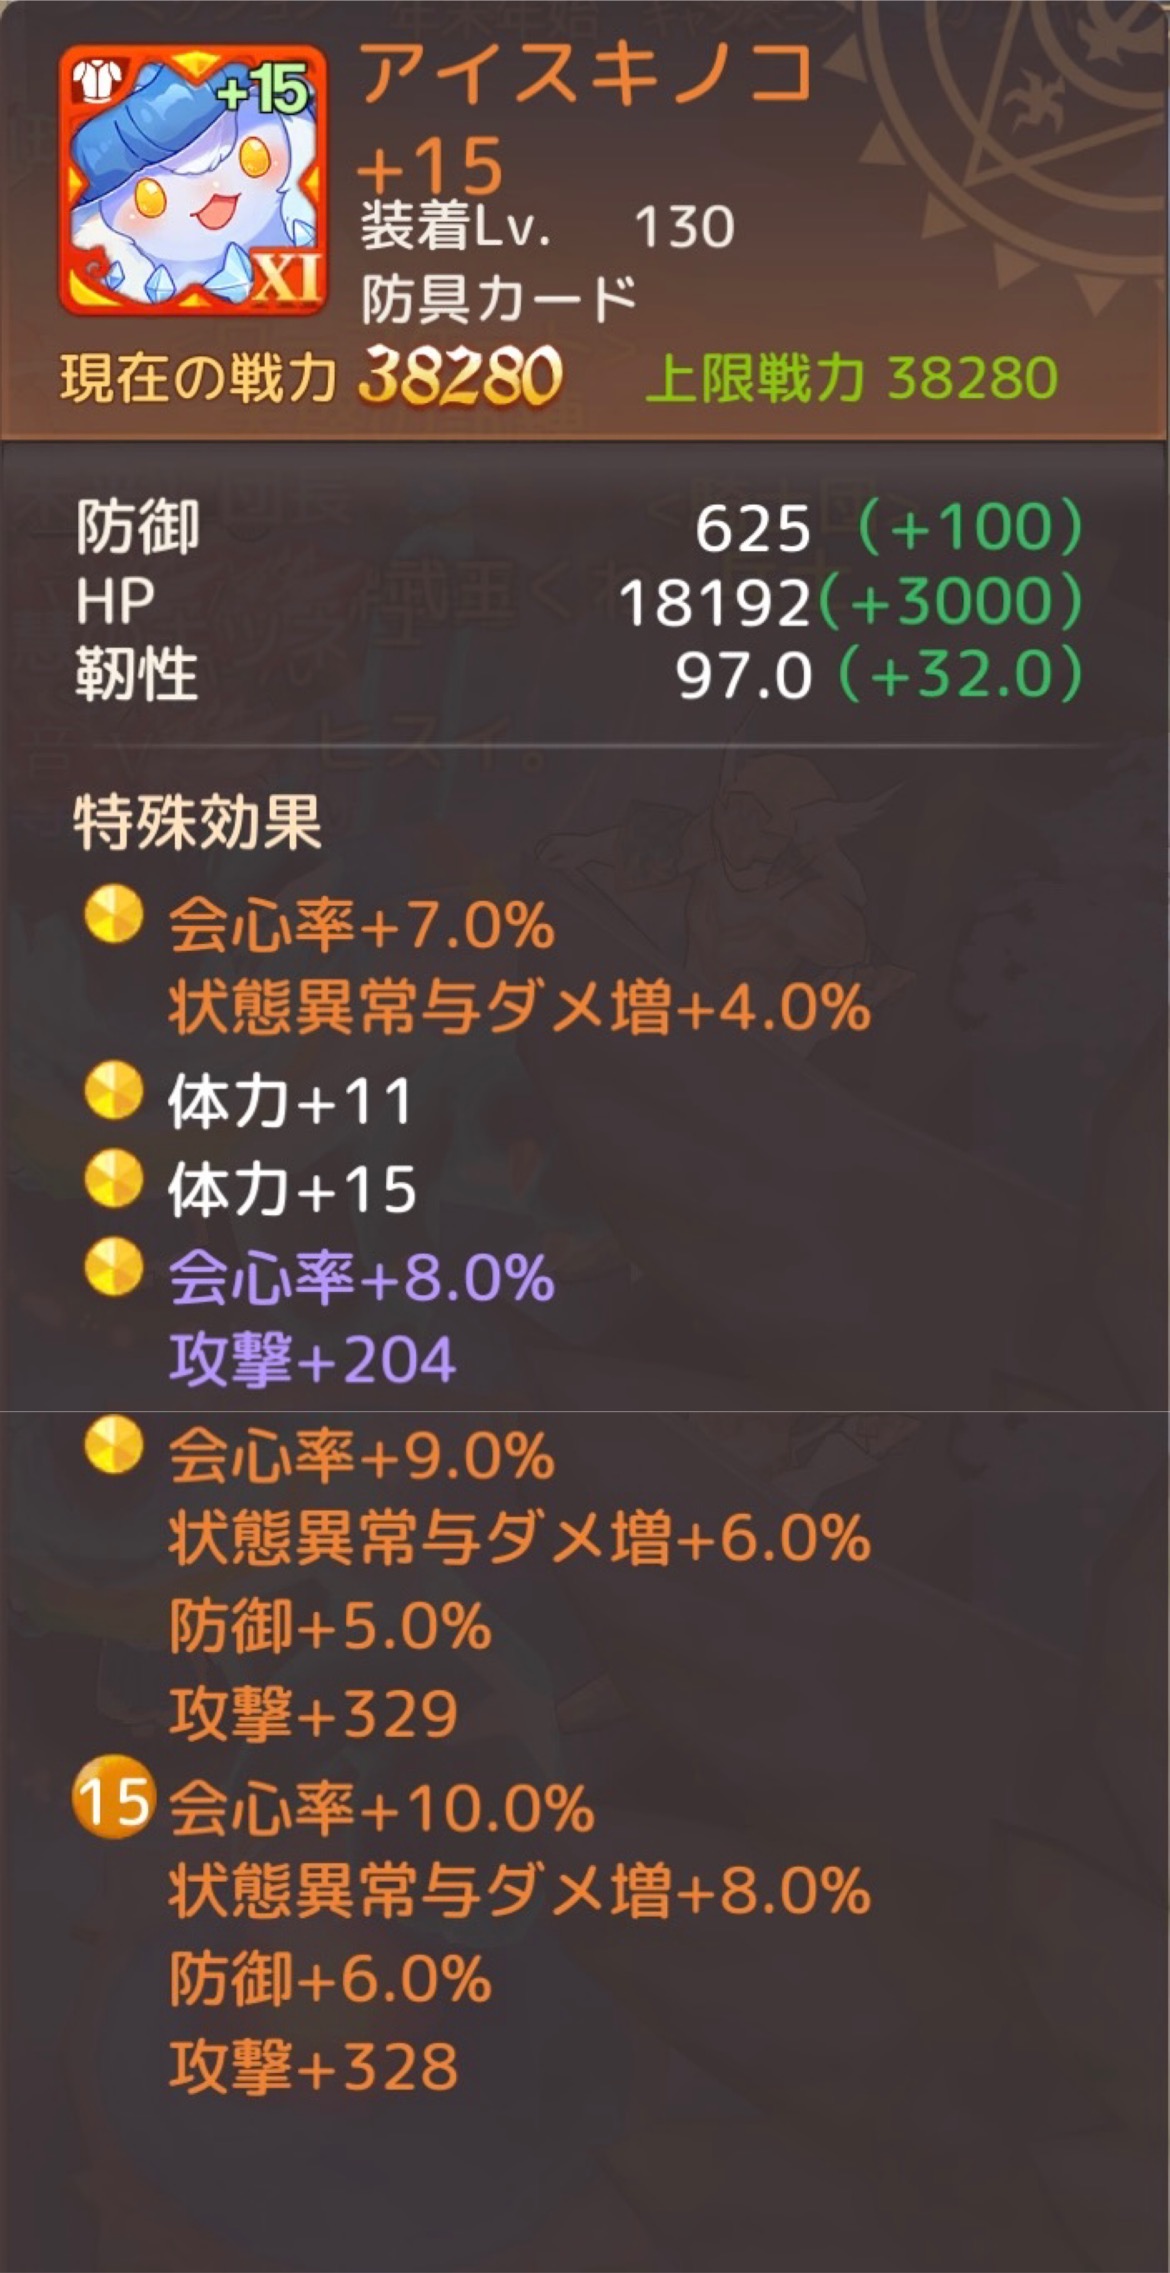 +15
XI
アイスキノコ
+15
装着Lv. 130
防具カード
現在の戦力 38280 上限戦力 38280
防御 625 (+100)
HP 18192(+3000)
靭性 97.0 (+32.0)
特殊効果
会心率+7.0%
状態異常与ダメ増+4.0%
体力+11
体力+15
会心率+8.0%
攻撃+204
会心率+9.0%
状態異常与ダメ増+6.0%
防御+5.0%
攻撃+329
15 会心率+10.0%
状態異常与ダメ増+8.0%
防御+6.0%
攻撃+328